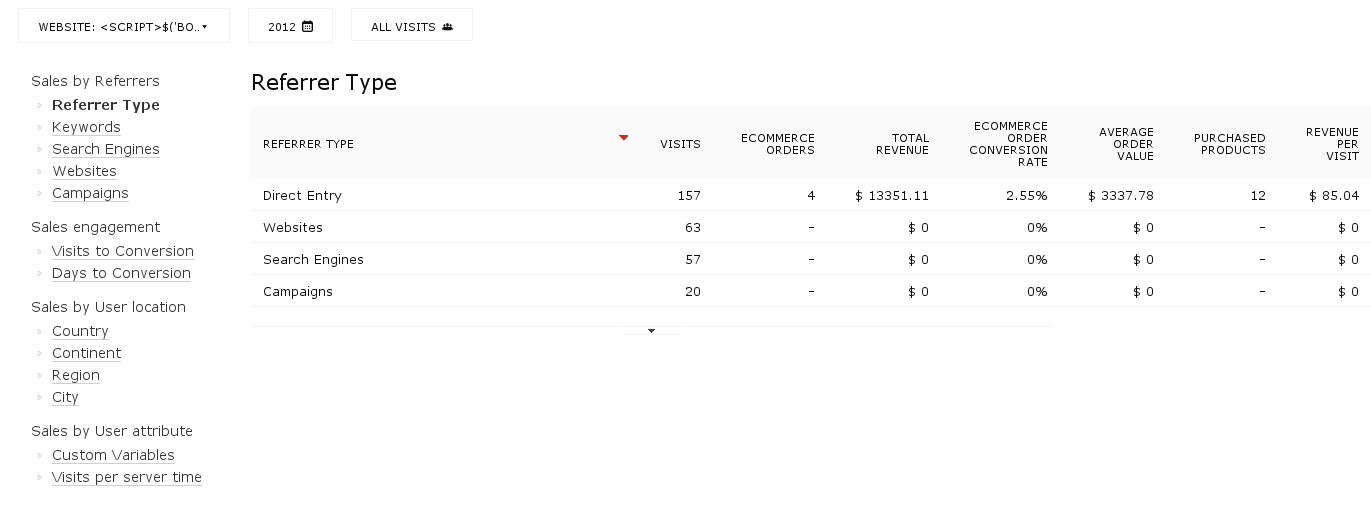 WEBSITE: <SCRIPT>$('BO.. 2012 ALL VISITS
Sales by Referrers
Referrer Type
Keywords
Search Engines
Websites
Campaigns
Sales engagement
Visits to Conversion
Days to Conversion
Sales by User location
Country
Continent
Region
City
Sales by User attribute
Custom Variables
Visits per server time
Referrer Type
REFERRER TYPE VISITS ECOMMERCE ORDERS TOTAL REVENUE ECOMMERCE ORDER CONVERSION RATE AVERAGE ORDER VALUE PURCHASED PRODUCTS REVENUE PER VISIT
Direct Entry 157 4 $ 13351.11 2.55% $ 3337.78 12 $ 85.04
Websites 63 – $ 0 0% $ 0 – $ 0
Search Engines 57 – $ 0 0% $ 0 – $ 0
Campaigns 20 – $ 0 0% $ 0 – $ 0